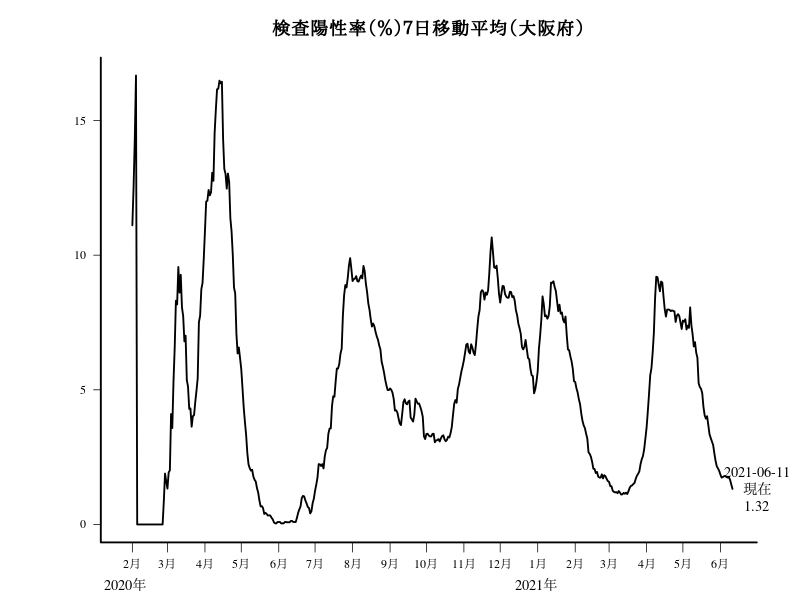 検査陽性率(%)7日移動平均(大阪府)
15
10
5
0
2021-06-11
現在
1.32
2月 3月 4月 5月 6月 7月 8月 9月 10月 11月 12月 1月 2月 3月 4月 5月 6月
2020年 2021年